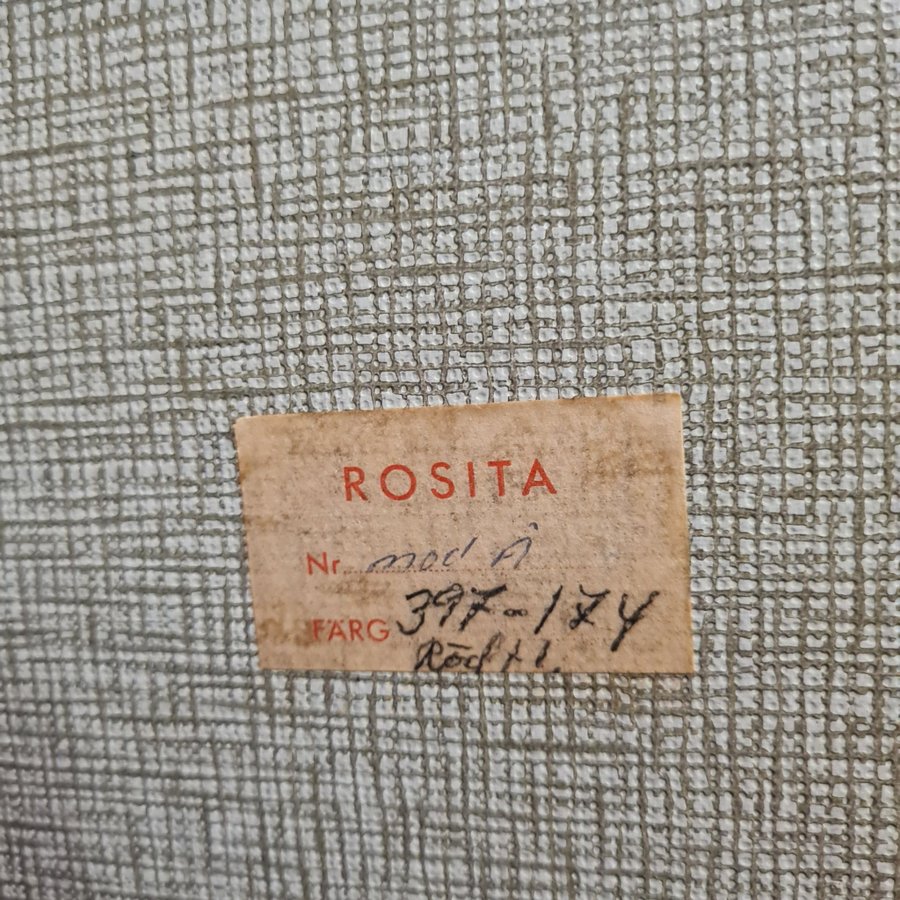 ROSITA
Nr mod Å
FÄRG 397-174
Röd